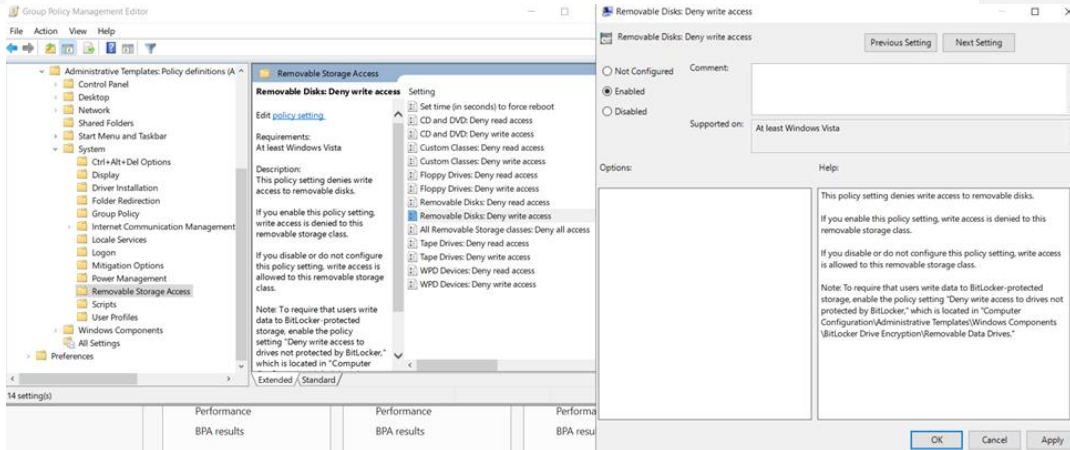 Group Policy Management Editor
File Action View Help
Administrative Templates: Policy definitions (A
Control Panel
Desktop
Network
Shared Folders
Start Menu and Taskbar
System
Ctrl+Alt+Del Options
Display
Driver Installation
Folder Redirection
Group Policy
Internet Communication Management
Locale Services
Logon
Mitigation Options
Power Management
Removable Storage Access
Scripts
User Profiles
Windows Components
All Settings
Preferences
14 setting(s)
Removable Storage Access
Removable Disks: Deny write access
Edit policy setting
Requirements:
At least Windows Vista
Description:
This policy setting denies write
access to removable disks.
If you enable this policy setting,
write access is denied to this
removable storage class.
If you disable or do not configure
this policy setting, write access is
allowed to this removable storage
class.
Note: To require that users write
data to BitLocker-protected
storage, enable the policy
setting "Deny write access to
drives not protected by BitLocker,"
which is located in "Computer
Setting
Set time (in seconds) to force reboot
CD and DVD: Deny read access
CD and DVD: Deny write access
Custom Classes: Deny read access
Custom Classes: Deny write access
Floppy Drives: Deny read access
Floppy Drives: Deny write access
Removable Disks: Deny read access
Removable Disks: Deny write access
All Removable Storage classes: Deny all access
Tape Drives: Deny read access
Tape Drives: Deny write access
WPD Devices: Deny read access
WPD Devices: Deny write access
Extended Standard
Performance Performance Performa
BPA results BPA results BPA resu
Removable Disks: Deny write access
Removable Disks: Deny write access
Previous Setting Next Setting
Not Configured
Enabled
Disabled
Comment:
Supported on: At least Windows Vista
Options:
Help:
This policy setting denies write access to removable disks.
If you enable this policy setting, write access is denied to this
removable storage class.
If you disable or do not configure this policy setting, write access
is allowed to this removable storage class.
Note: To require that users write data to BitLocker-protected
storage, enable the policy setting "Deny write access to drives not
protected by BitLocker," which is located in "Computer
Configuration\Administrative Templates\Windows Components
\BitLocker Drive Encryption\Removable Data Drives."
OK Cancel Apply